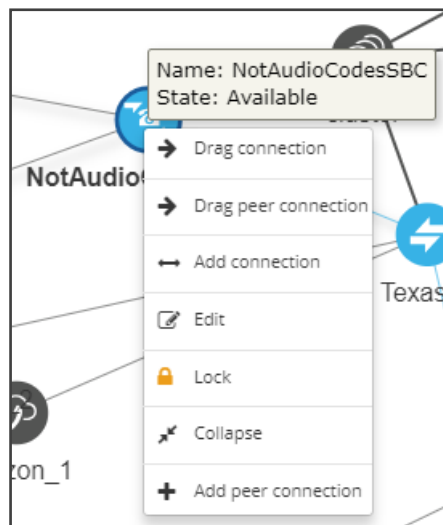 Name: NotAudioCodesSBC
State: Available
NotAudio
Drag connection
Drag peer connection
Add connection
Texas
Edit
Lock
Collapse
zon_1
Add peer connection